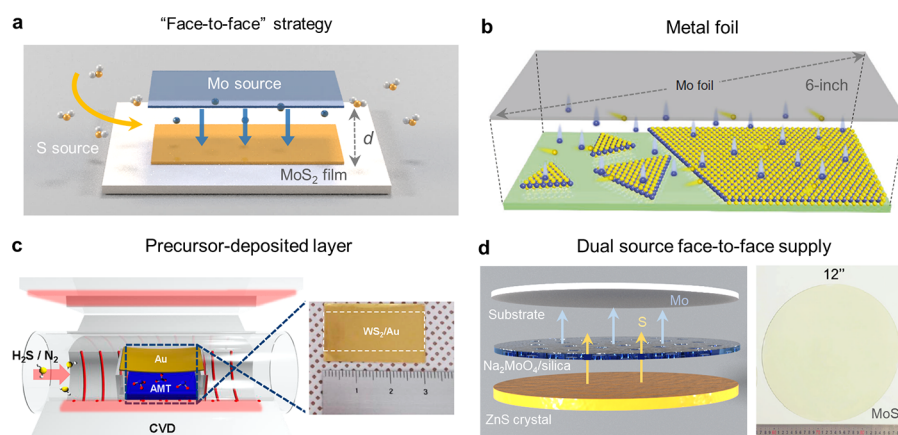 a
“Face-to-face” strategy
Mo source
S source
d
MoS2 film
b
Metal foil
Mo foil
6-inch
c
Precursor-deposited layer
H2S / N2
Au
AMT
CVD
WS2/Au
1
2
3
d
Dual source face-to-face supply
Mo
Substrate
S
Na2MoO4/silica
ZnS crystal
12"
MoS